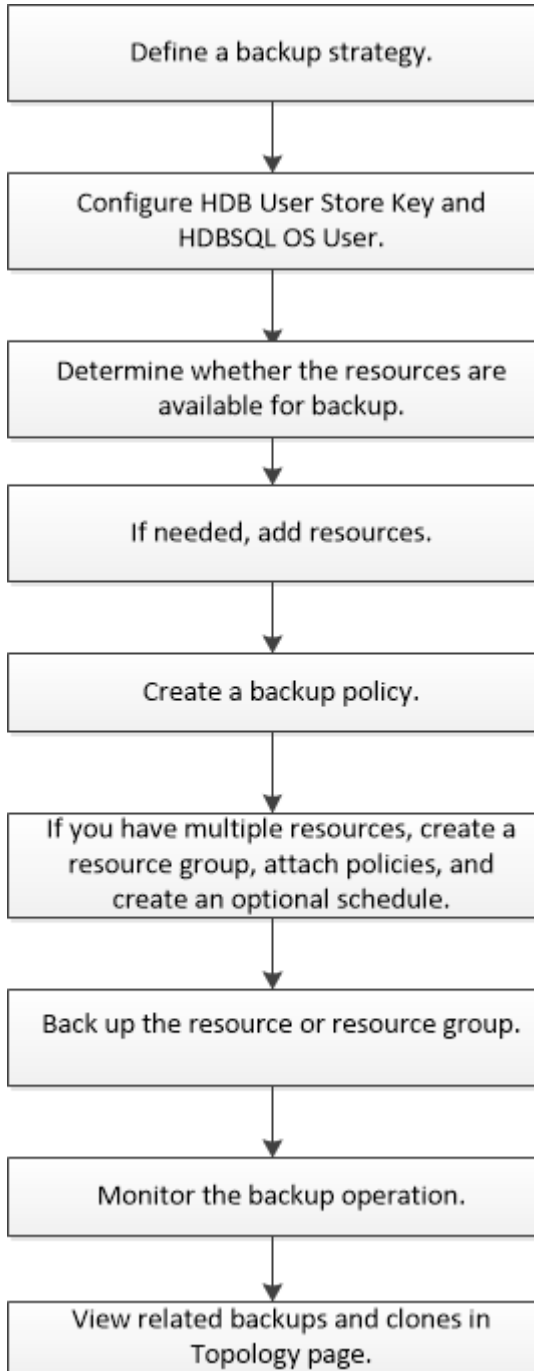 Define a backup strategy.
Configure HDB User Store Key and
HDBSQL OS User.
Determine whether the resources are
available for backup.
If needed, add resources.
Create a backup policy.
If you have multiple resources, create a
resource group, attach policies, and
create an optional schedule.
Back up the resource or resource group.
Monitor the backup operation.
View related backups and clones in
Topology page.